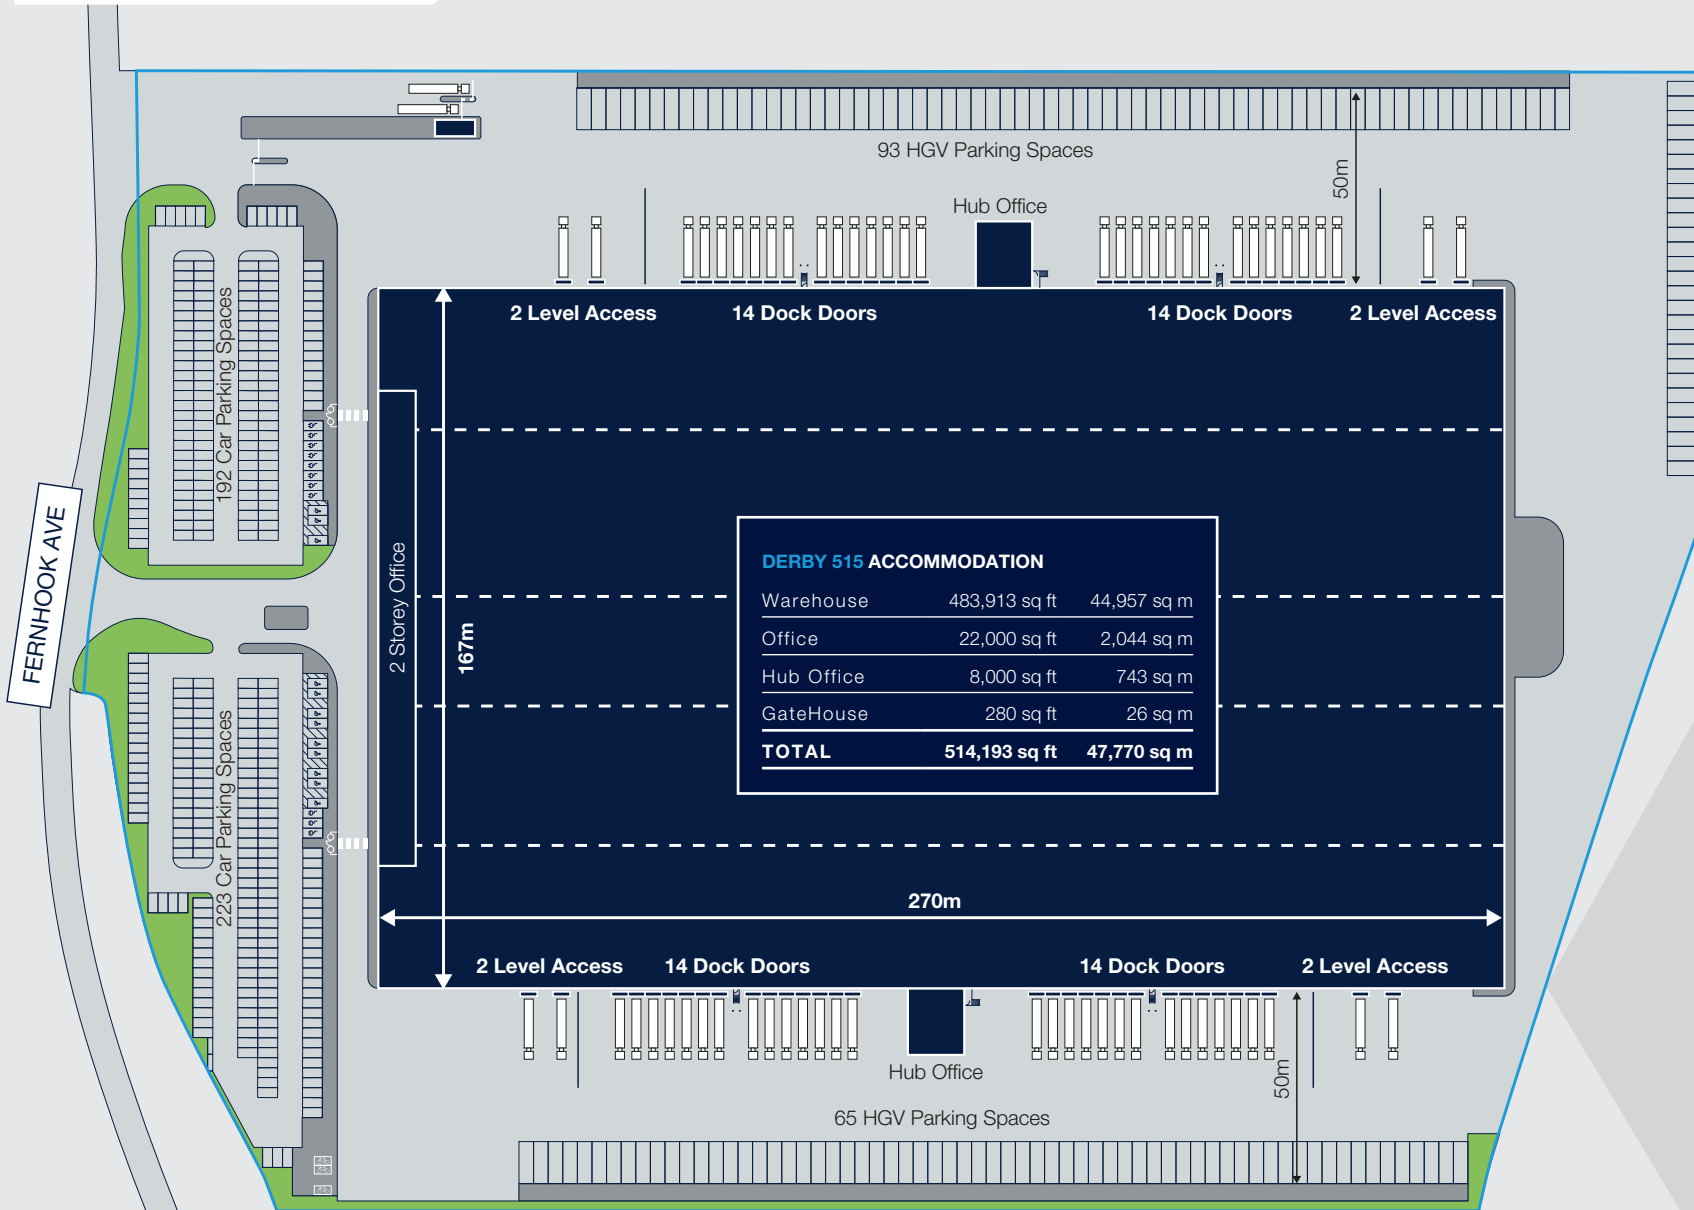 93 HGV Parking Spaces
50m
Hub Office
2 Level Access
14 Dock Doors
14 Dock Doors
2 Level Access
192 Car Parking Spaces
FERNHOOK AVE
2 Storey Office
167m
DERBY 515 ACCOMMODATION
Warehouse 483,913 sq ft 44,957 sq m
Office 22,000 sq ft 2,044 sq m
Hub Office 8,000 sq ft 743 sq m
GateHouse 280 sq ft 26 sq m
TOTAL 514,193 sq ft 47,770 sq m
223 Car Parking Spaces
270m
2 Level Access
14 Dock Doors
14 Dock Doors
2 Level Access
Hub Office
50m
65 HGV Parking Spaces